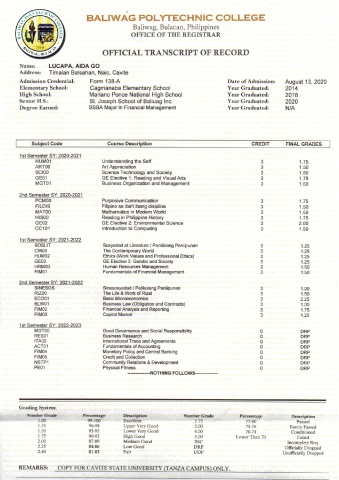 BALIWAG POLYTECHNIC COLLEGE
Baliwag, Bulacan, Philippines
OFFICE OF THE REGISTRAR
OFFICIAL TRANSCRIPT OF RECORD
Name: LUCAPA, AIDA GO
Address: Timalan Balsahan, Naic, Cavite
Admission Credential: Form 138-A Date of Admission: August 13, 2020
Elementary School: Cagmanaba Elementary School Year Graduated: 2014
High School: Mariano Ponce National High School Year Graduated: 2018
Senior H.S.: St. Joseph School of Baliuag Inc. Year Graduated: 2020
Degree Earned: BSBA Major in Financial Management Year Graduated: N/A
Subject Code Course Description CREDIT FINAL GRADES
1st Semester SY: 2020-2021
HUM01 Understanding the Self 3 1.75
ART00 Art Appreciation 3 1.50
SCI00 Science Technology and Society 3 1.50
GE01 GE Elective 1: Reading and Visual Arts 3 1.75
MGT01 Business Organization and Management 3 1.50
2nd Semester SY: 2020-2021
PCM00 Purposive Communication 3 1.75
FILDIS Filipino sa iba't ibang disiplina 3 1.50
MAT00 Mathematics in Modern World 3 1.50
HIS00 Reading in Philippine History 3 1.75
GE02 GE Elective 2: Environmental Science 3 2.00
CC101 Introduction to Computing 3 1.50
1st Semester SY: 2021-2022
SOSLIT Sosyedad at Literatura / Panitikang Panlipunan 3 1.25
CW00 The Contemporary World 3 1.25
HUM02 Ethics (Work Values and Professional Ethics) 3 1.25
GE03 GE Elective 3: Gender and Society 3 1.25
HRM00 Human Resources Management 3 1.25
FIM01 Fundamentals of Financial Management 3 1.50
2nd Semester SY: 2021-2022
SINESOS Sinesosyedad / Pelikulang Panlipunan 3 1.00
RIZ00 The Life & Work of Rizal 3 1.50
ECO01 Basic Microeconomics 3 2.25
BLW01 Business Law (Obligation and Contracts) 3 1.00
FIM02 Financial Analysis and Reporting 3 1.75
FIM03 Capital Market 3 1.25
1st Semester SY: 2022-2023
MGT02 Good Governance and Social Responsibility 0 DRP
RES01 Business Research 0 DRP
ITA00 International Trade and Agreements 0 DRP
ACT01 Fundamentals of Accounting 0 DRP
FIM04 Monetary Policy and Central Banking 0 DRP
FIM05 Credit and Collection 0 DRP
NSTP1 Community Relations & Development 0 DRP
PE01 Physical Fitness 0 DRP
NOTHING FOLLOWS
Grading System:
Number Grade Percentage Description Number Grade Percentage Description
1.00 99-100 Excellent 2.75 77-80 Passed
1.25 96-98 Upper Very Good 3.00 75-76 Barely Passed
1.50 93-95 Lower Very Good 4.00 70-74 Conditional
1.75 90-92 High Good 5.00 Lower Than 70 Failed
2.00 87-89 Medium Good INC Incomplete
2.25 84-86 Low Good DRP Officially Dropped
2.50 81-83 Fair UDP Unofficially Dropped
REMARKS: COPY FOR CAVITE STATE UNIVERSITY (TANZA CAMPUS) ONLY.